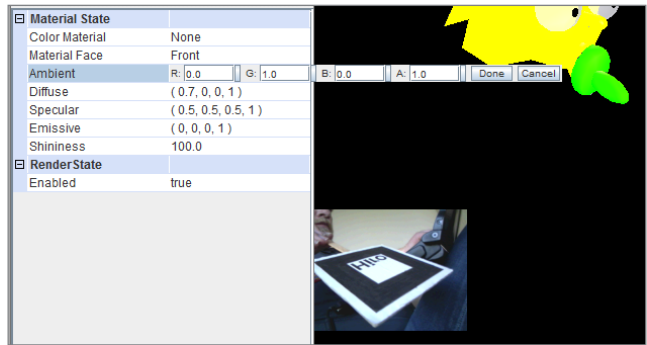 Material State
Color Material None
Material Face Front
Ambient R: 0.0 G: 1.0 B: 0.0 A: 1.0 Done Cancel
Diffuse ( 0.7, 0, 0, 1 )
Specular ( 0.5, 0.5, 0.5, 1 )
Emissive ( 0, 0, 0, 1 )
Shininess 100.0
RenderState
Enabled true
Hiro